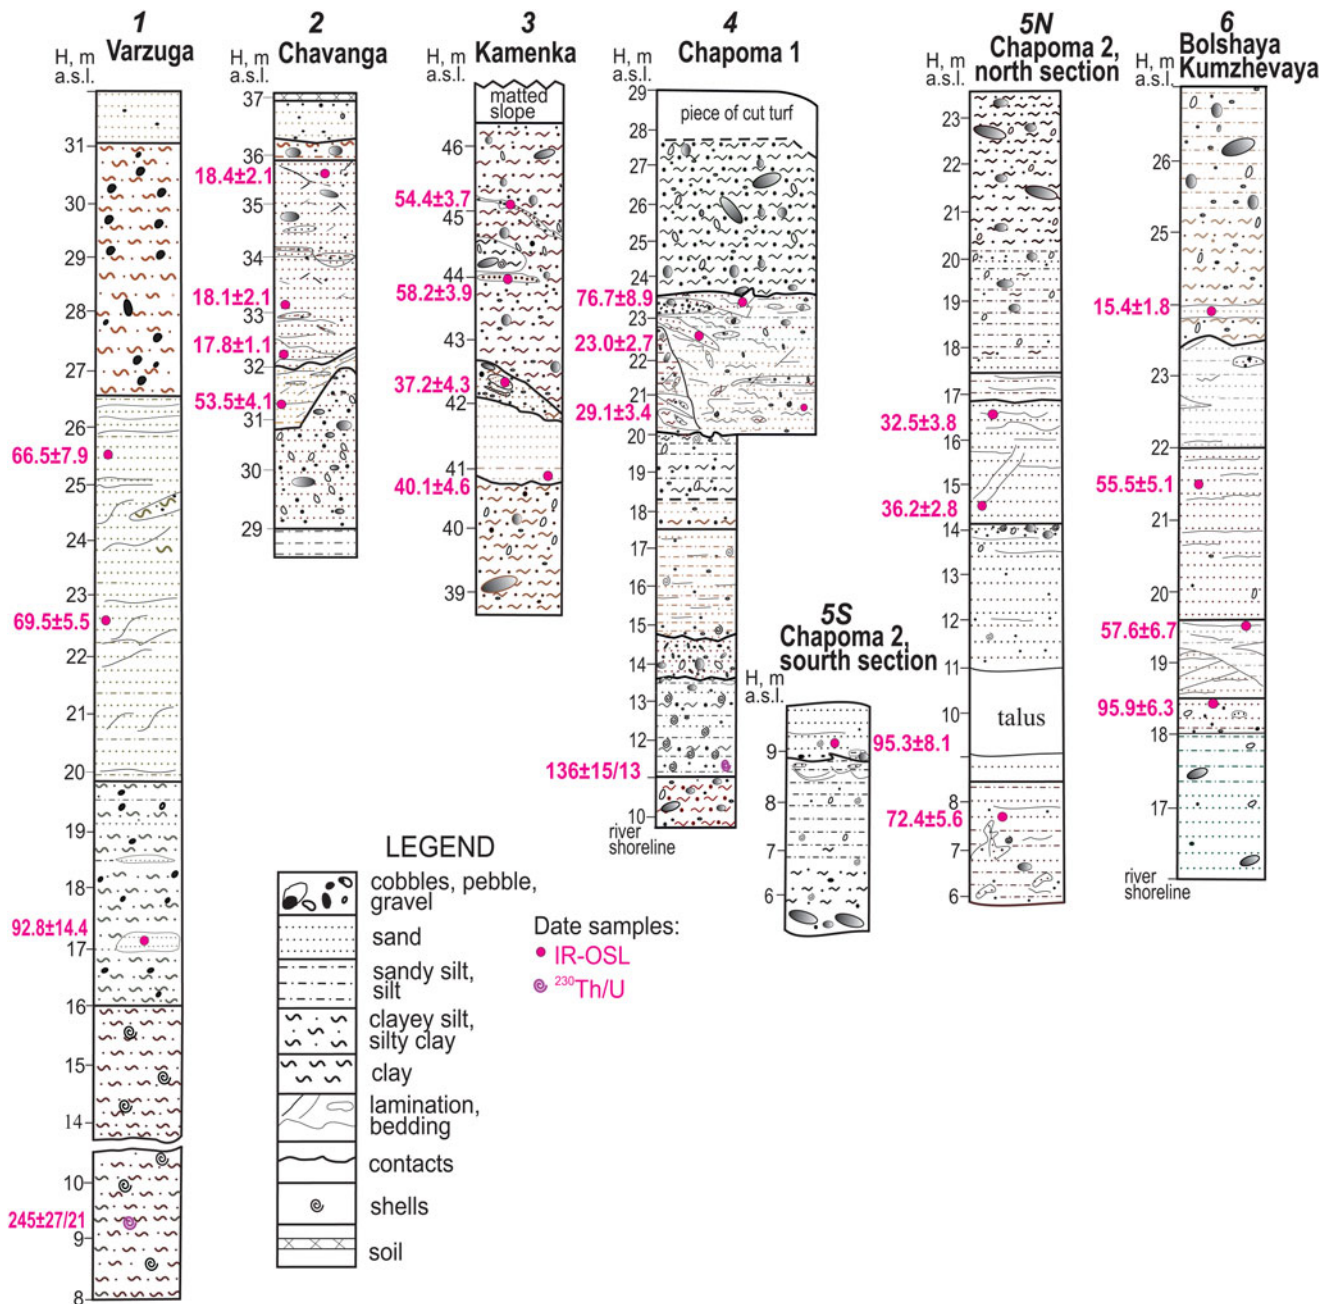 1
Varzuga
H, m
a.s.l.
31
30
29
28
27
26
66.5±7.9
25
24
23
69.5±5.5
22
21
20
19
18
92.8±14.4
17
16
15
14
10
245±27/21
9
8
2
Chavanga
H, m
a.s.l.
37
36
18.4±2.1
35
34
18.1±2.1
33
17.8±1.1
32
53.5±4.1
31
30
29
3
Kamenka
H, m
a.s.l.
matted
slope
46
54.4±3.7
45
44
58.2±3.9
43
37.2±4.3
42
41
40.1±4.6
40
39
4
Chapoma 1
H, m
a.s.l.
29
piece of cut turf
28
27
26
25
24
76.7±8.9
23
23.0±2.7
22
21
29.1±3.4
20
19
18
17
16
15
14
13
12
136±15/13
11
10
river
shoreline
5S
Chapoma 2,
sourth section
H, m
a.s.l.
9
95.3±8.1
8
7
6
5N
Chapoma 2,
north section
H, m
a.s.l.
23
22
21
20
19
18
17
32.5±3.8
16
15
36.2±2.8
14
13
12
11
10
talus
9
8
72.4±5.6
7
6
6
Bolshaya
Kumzhevaya
H, m
a.s.l.
26
25
15.4±1.8
24
23
22
55.5±5.1
21
20
57.6±6.7
19
95.9±6.3
18
17
river
shoreline
LEGEND
cobbles, pebble,
gravel
sand
sandy silt,
silt
clayey silt,
silty clay
clay
lamination,
bedding
contacts
shells
soil
Date samples:
IR-OSL
²³⁰Th/U